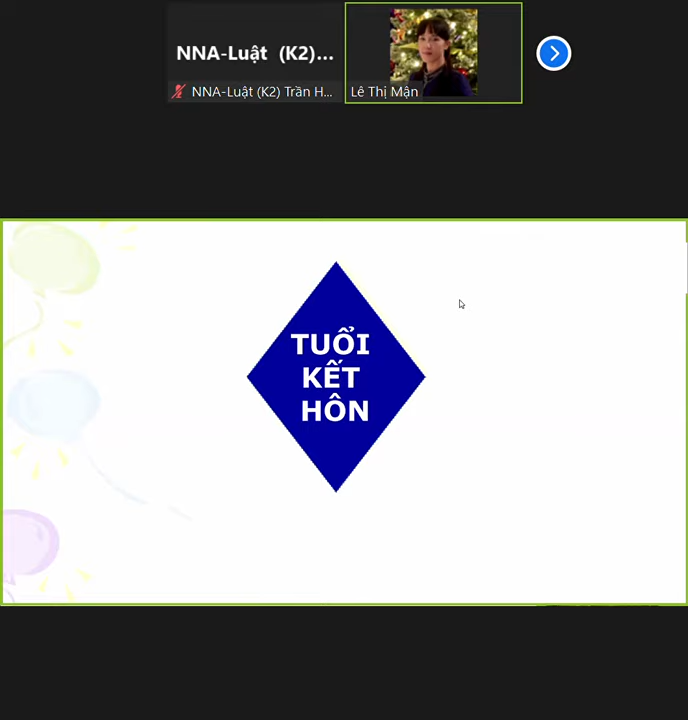 NNA-Luật (K2)...
NNA-Luật (K2) Trần H...
Lê Thị Mận
TUỔI
KẾT
HÔN